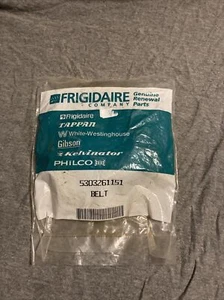 FRIGIDAIRE
COMPANY
Genuine
Renewal
Parts
Frigidaire
TAPPAN
White-Westinghouse
Gibson
Kelvinator
PHILCO
5303261151
BELT